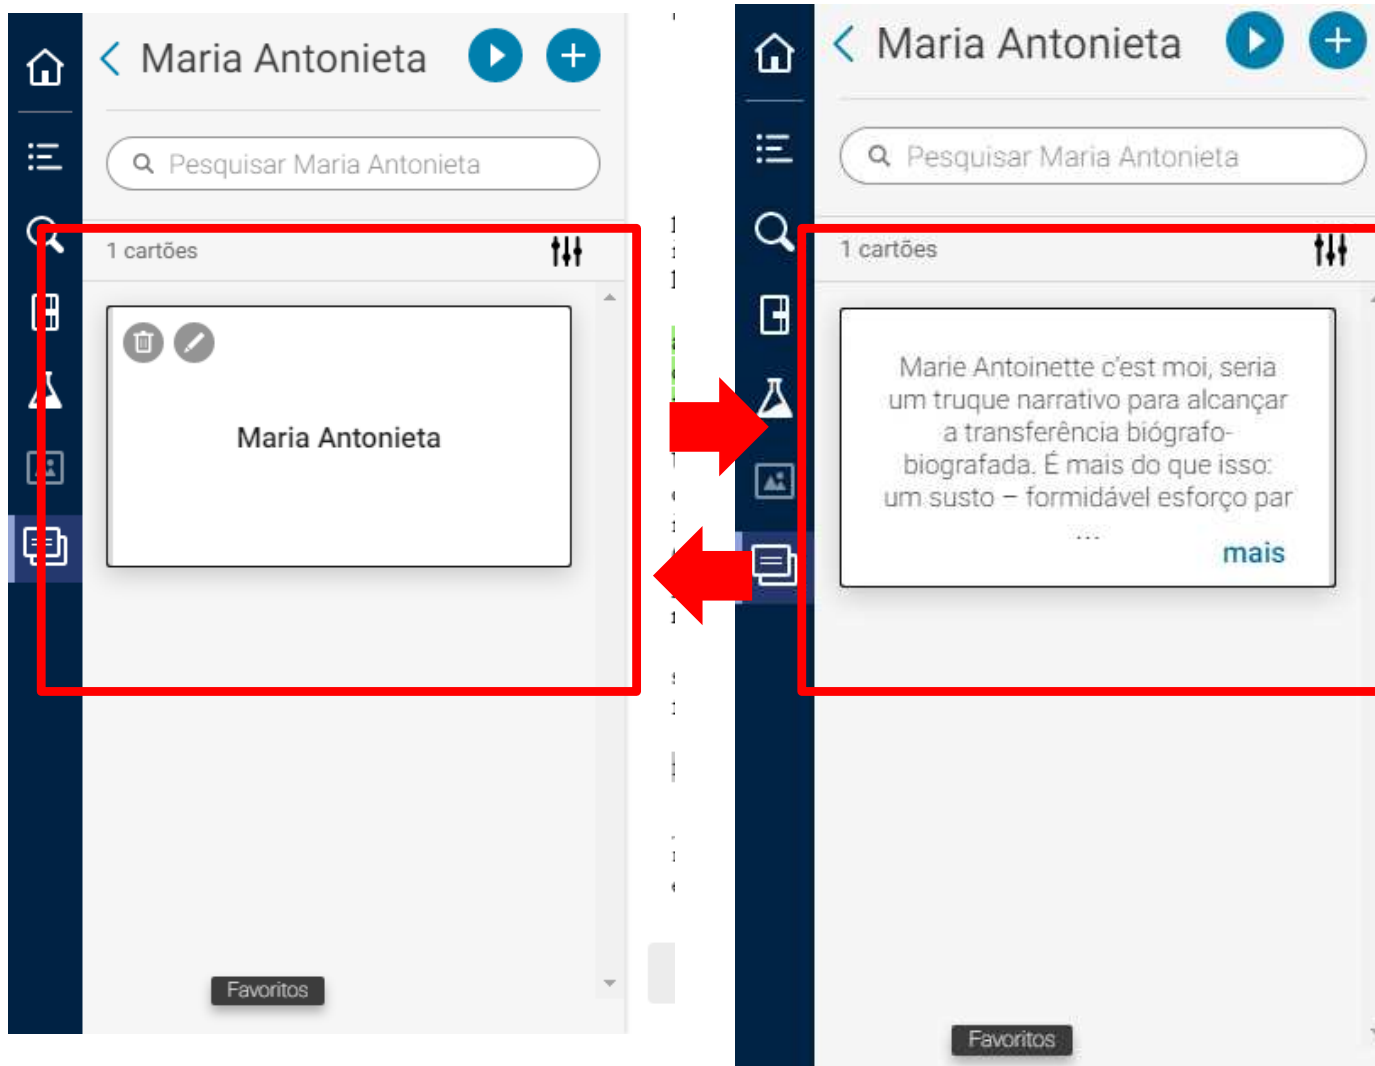 Maria Antonieta
Pesquisar Maria Antonieta
1 cartões
Maria Antonieta
Favoritos
Maria Antonieta
Pesquisar Maria Antonieta
1 cartões
Marie Antoinette c'est moi, seria
um truque narrativo para alcançar
a transferência biógrafo-
biografada. É mais do que isso:
um susto – formidável esforço par
...
mais
Favoritos